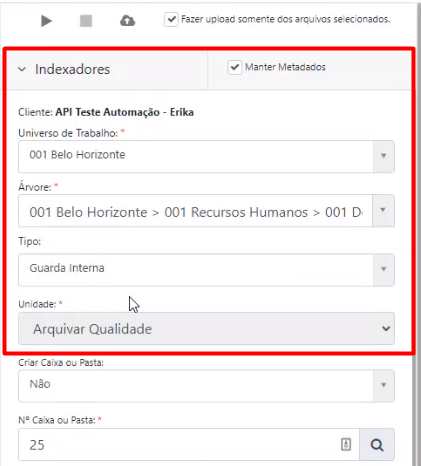 Fazer upload somente dos arquivos selecionados.
Indexadores
Manter Metadados
Cliente: API Teste Automação - Erika
Universo de Trabalho: *
001 Belo Horizonte
Árvore: *
001 Belo Horizonte > 001 Recursos Humanos > 001 D
Tipo:
Guarda Interna
Unidade: *
Arquivar Qualidade
Criar Caixa ou Pasta:
Não
Nº Caixa ou Pasta: *
25